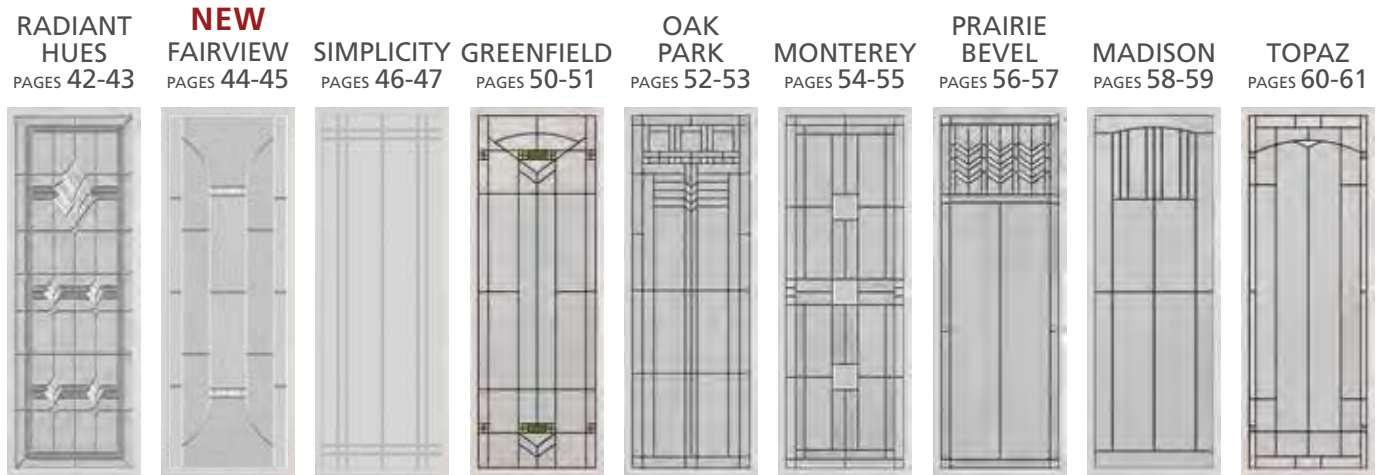 RADIANT
HUES
PAGES 42-43
NEW
FAIRVIEW
PAGES 44-45
SIMPLICITY
PAGES 46-47
GREENFIELD
PAGES 50-51
OAK
PARK
PAGES 52-53
MONTEREY
PAGES 54-55
PRAIRIE
BEVEL
PAGES 56-57
MADISON
PAGES 58-59
TOPAZ
PAGES 60-61